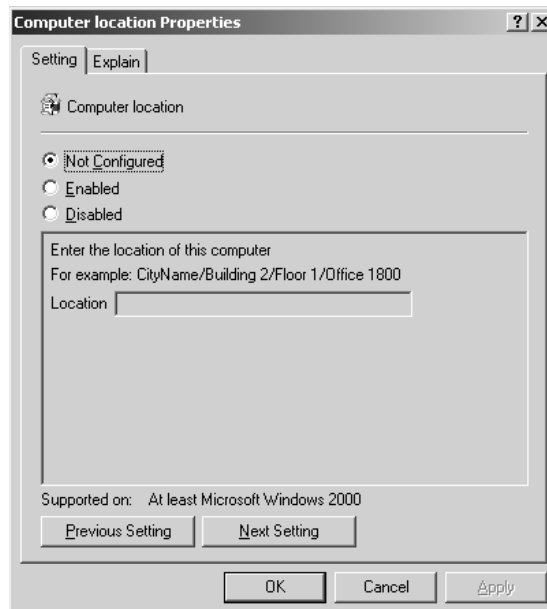 Computer location Properties
Setting Explain
Computer location
Not Configured
Enabled
Disabled
Enter the location of this computer
For example: CityName/Building 2/Floor 1/Office 1800
Location
Supported on: At least Microsoft Windows 2000
Previous Setting Next Setting
OK Cancel Apply